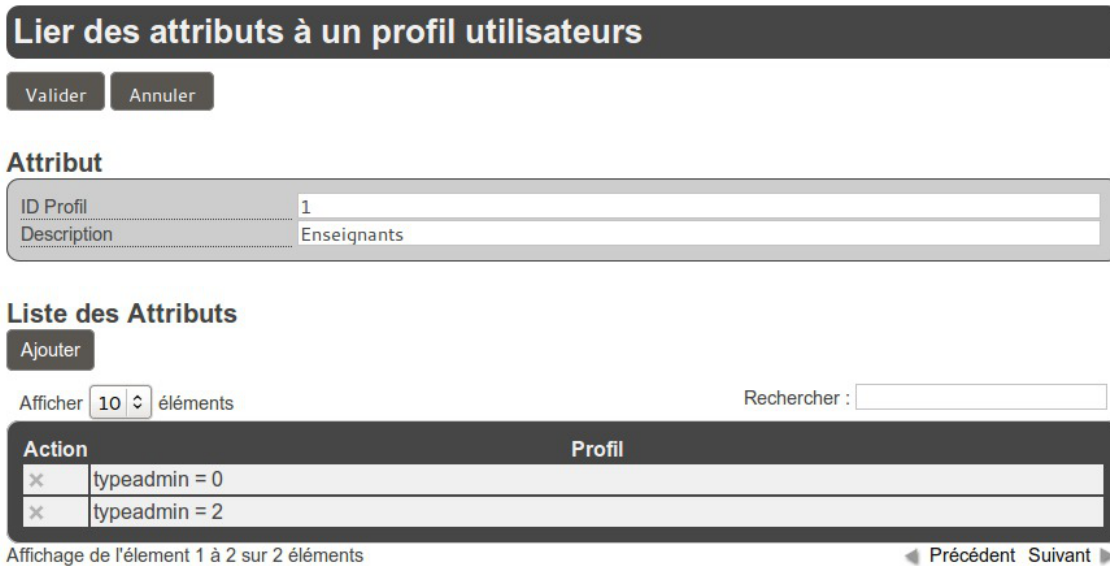 Lier des attributs à un profil utilisateurs
Valider Annuler
Attribut
ID Profil 1
Description Enseignants
Liste des Attributs
Ajouter
Afficher 10 éléments Rechercher :
Action Profil
typeadmin = 0
typeadmin = 2
Affichage de l'élement 1 à 2 sur 2 éléments Précédent Suivant